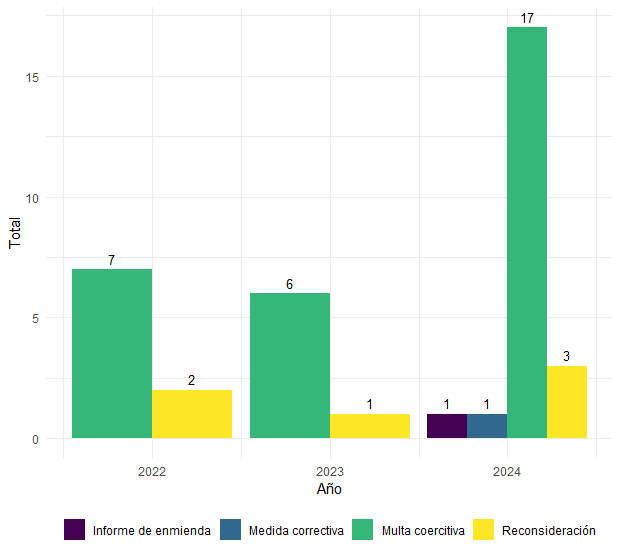 17
15
10
Total
7
6
5
3
2
1
1
1
0
2022
2023
2024
Año
Informe de enmienda
Medida correctiva
Multa coercitiva
Reconsideración